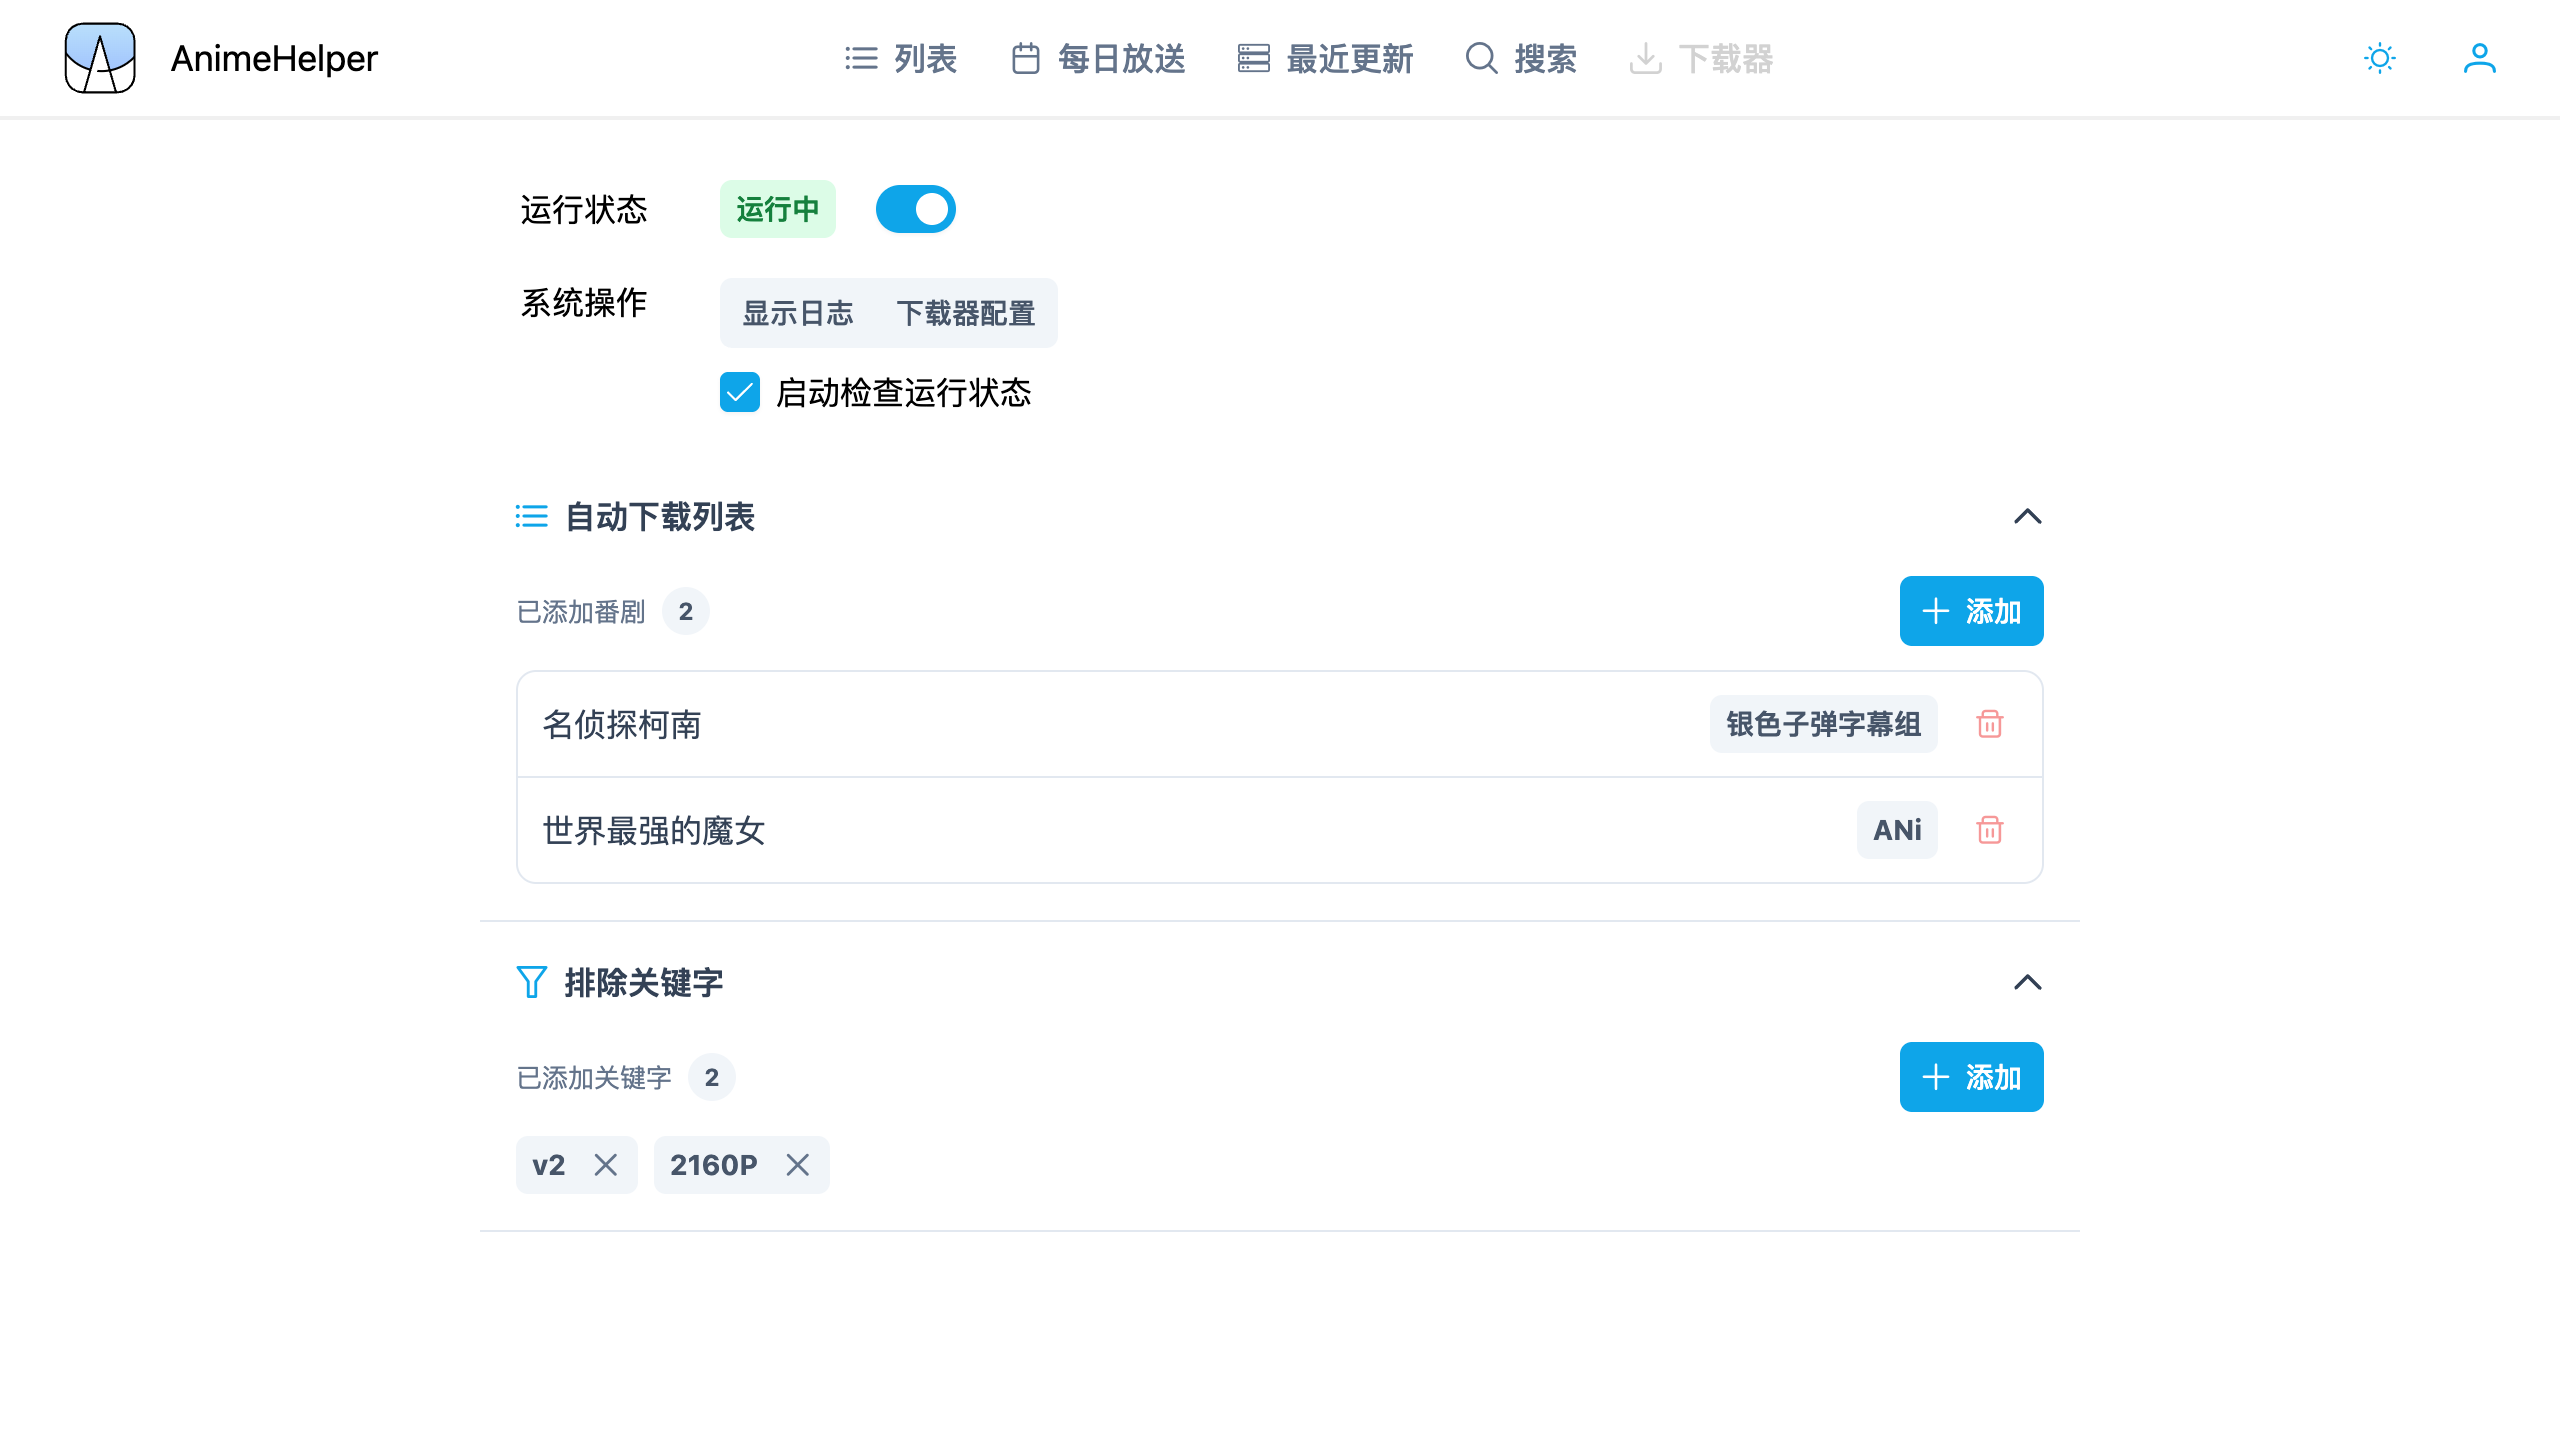 AnimeHelper 列表 每日放送 最近更新 搜索 下载器
运行状态 运行中
系统操作 显示日志 下载器配置
启动检查运行状态
自动下载列表
已添加番剧 2 添加
名侦探柯南 银色子弹字幕组
世界最强的魔女 ANi
排除关键字
已添加关键字 2 添加
v2 2160P